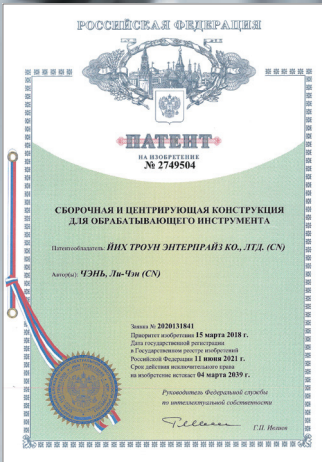 РОССИЙСКАЯ ФЕДЕРАЦИЯ
ПАТЕНТ
НА ИЗОБРЕТЕНИЕ
№ 2749504
СБОРОЧНАЯ И ЦЕНТРИРУЮЩАЯ КОНСТРУКЦИЯ
ДЛЯ ОБРАБАТЫВАЮЩЕГО ИНСТРУМЕНТА
Патентообладатель: ЙИХ ТРОУН ЭНТЕРПРАЙЗ КО., ЛТД. (CN)
Автор(ы): ЧЭНЬ, Ли-Чэн (CN)
Заявка № 2020131841
Приоритет изобретения 15 марта 2018 г.
Дата государственной регистрации
в Государственном реестре изобретений
Российской Федерации 11 июня 2021 г.
Срок действия исключительного права
на изобретение истекает 04 марта 2039 г.
Руководитель Федеральной службы
по интеллектуальной собственности
Г.П. Ивлиев